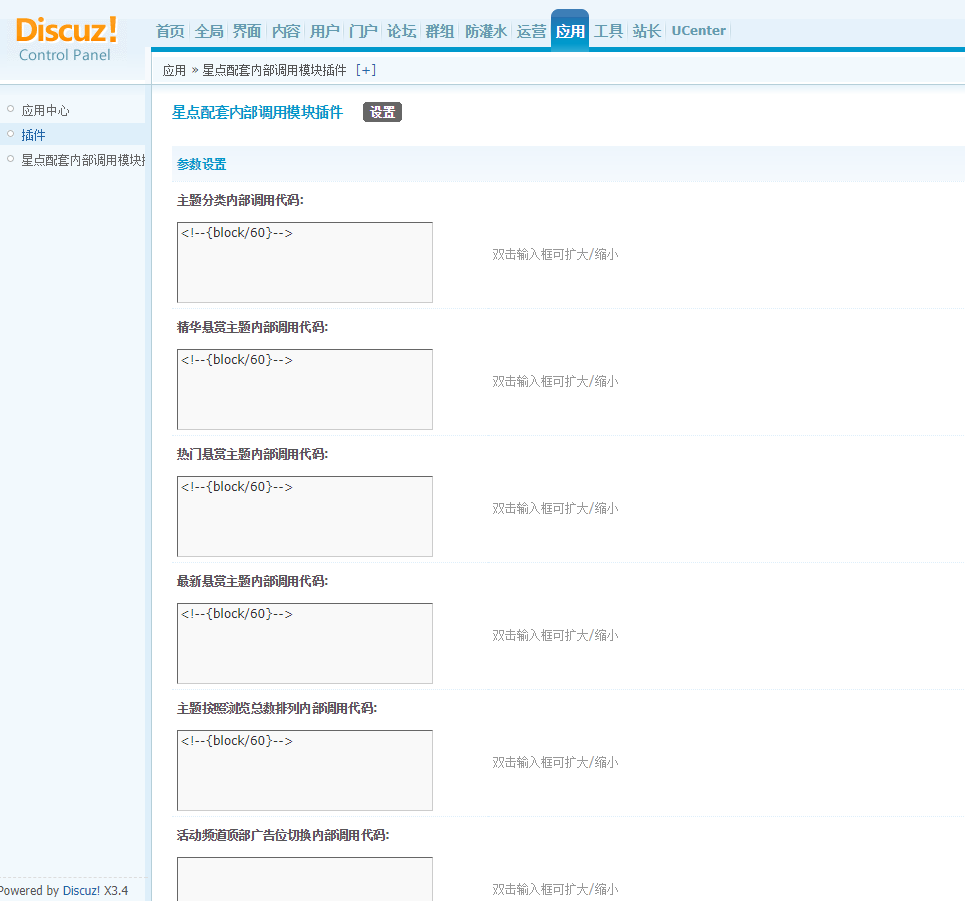 Discuz!
Control Panel
首页 全局 界面 内容 用户 门户 论坛 群组 防灌水 运营 应用 工具 站长 UCenter
应用 » 星点配套内部调用模块插件 [+]
应用中心
插件
星点配套内部调用模块
星点配套内部调用模块插件 设置
参数设置
主题分类内部调用代码:
<!--{block/60}-->
双击输入框可扩大/缩小
精华悬赏主题内部调用代码:
<!--{block/60}-->
双击输入框可扩大/缩小
热门悬赏主题内部调用代码:
<!--{block/60}-->
双击输入框可扩大/缩小
最新悬赏主题内部调用代码:
<!--{block/60}-->
双击输入框可扩大/缩小
主题按照浏览总数排列内部调用代码:
<!--{block/60}-->
双击输入框可扩大/缩小
活动频道顶部广告位切换内部调用代码:
双击输入框可扩大/缩小
Powered by Discuz! X3.4